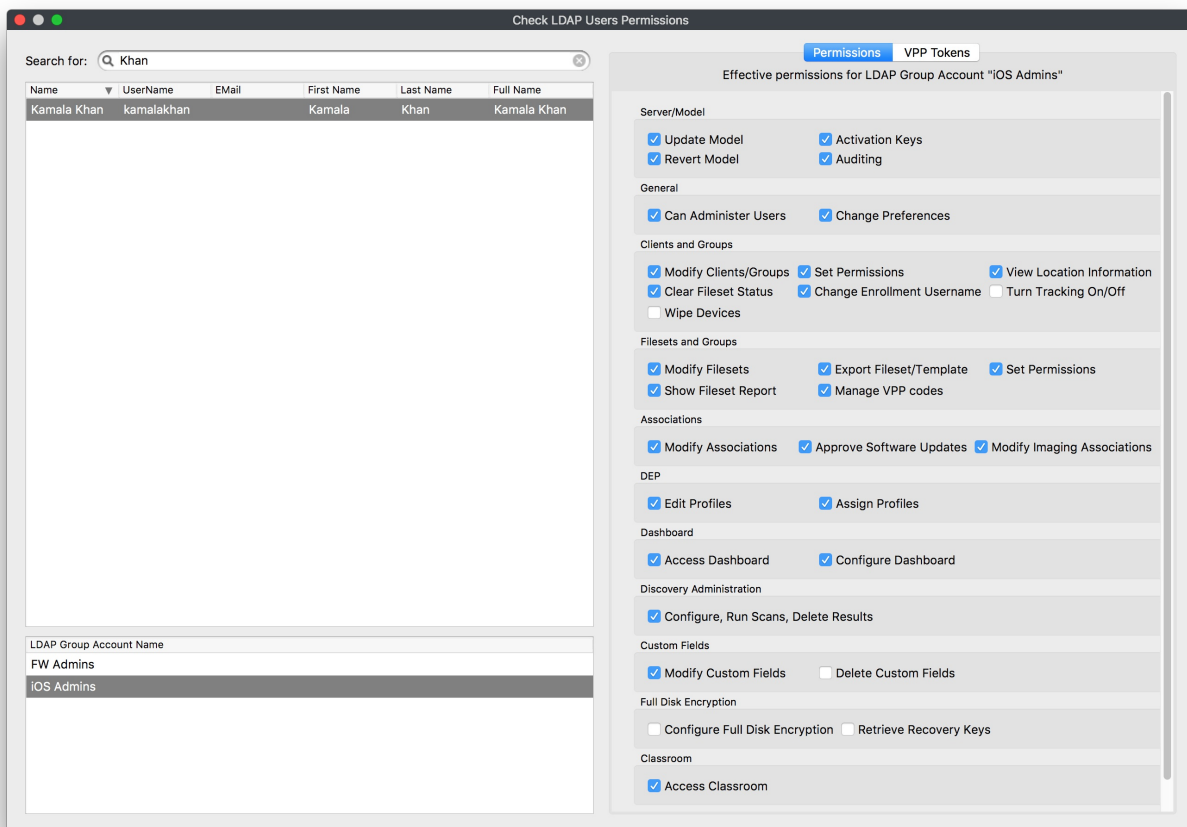 Check LDAP Users Permissions
Search for: Khan
Name UserName EMail First Name Last Name Full Name
Kamala Khan kamalakhan Kamala Khan Kamala Khan
LDAP Group Account Name
FW Admins
iOS Admins
Permissions VPP Tokens
Effective permissions for LDAP Group Account "iOS Admins"
Server/Model
Update Model Activation Keys
Revert Model Auditing
General
Can Administer Users Change Preferences
Clients and Groups
Modify Clients/Groups Set Permissions View Location Information
Clear Fileset Status Change Enrollment Username Turn Tracking On/Off
Wipe Devices
Filesets and Groups
Modify Filesets Export Fileset/Template Set Permissions
Show Fileset Report Manage VPP codes
Associations
Modify Associations Approve Software Updates Modify Imaging Associations
DEP
Edit Profiles Assign Profiles
Dashboard
Access Dashboard Configure Dashboard
Discovery Administration
Configure, Run Scans, Delete Results
Custom Fields
Modify Custom Fields Delete Custom Fields
Full Disk Encryption
Configure Full Disk Encryption Retrieve Recovery Keys
Classroom
Access Classroom